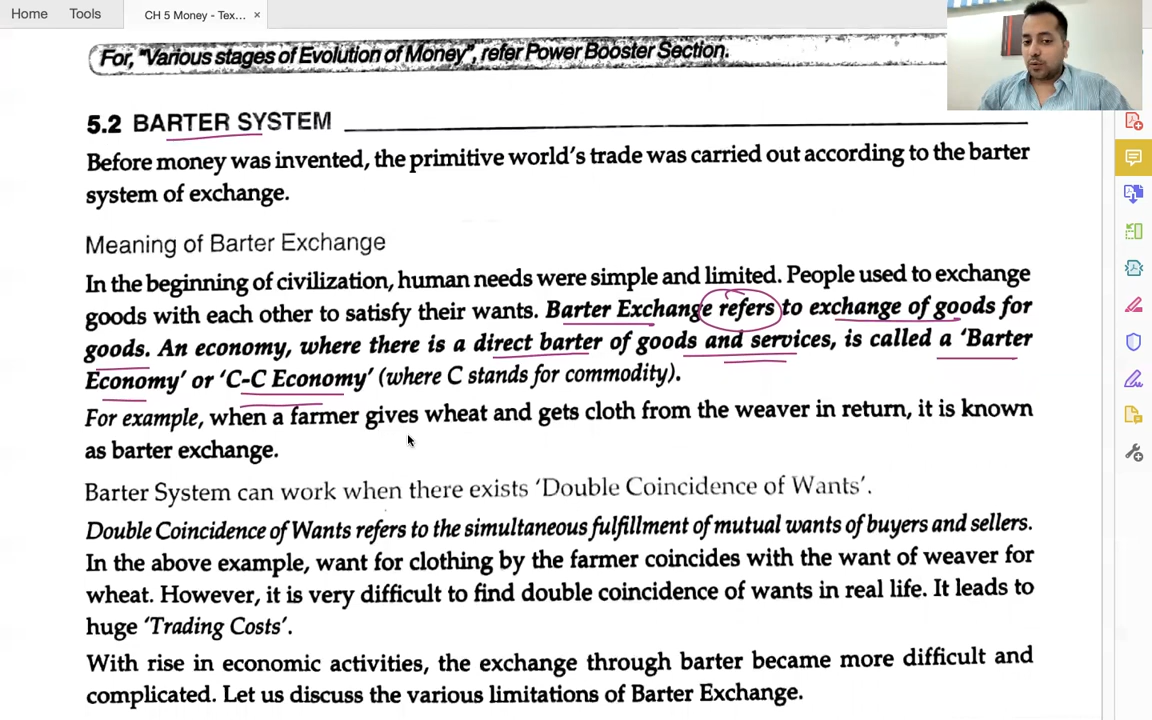 Home Tools CH 5 Money - Tex... ×
For, "Various stages of Evolution of Money", refer Power Booster Section.
5.2 BARTER SYSTEM
Before money was invented, the primitive world's trade was carried out according to the barter
system of exchange.
Meaning of Barter Exchange
In the beginning of civilization, human needs were simple and limited. People used to exchange
goods with each other to satisfy their wants. Barter Exchange refers to exchange of goods for
goods. An economy, where there is a direct barter of goods and services, is called a 'Barter
Economy' or 'C-C Economy' (where C stands for commodity).
For example, when a farmer gives wheat and gets cloth from the weaver in return, it is known
as barter exchange.
Barter System can work when there exists 'Double Coincidence of Wants'.
Double Coincidence of Wants refers to the simultaneous fulfillment of mutual wants of buyers and sellers.
In the above example, want for clothing by the farmer coincides with the want of weaver for
wheat. However, it is very difficult to find double coincidence of wants in real life. It leads to
huge 'Trading Costs'.
With rise in economic activities, the exchange through barter became more difficult and
complicated. Let us discuss the various limitations of Barter Exchange.